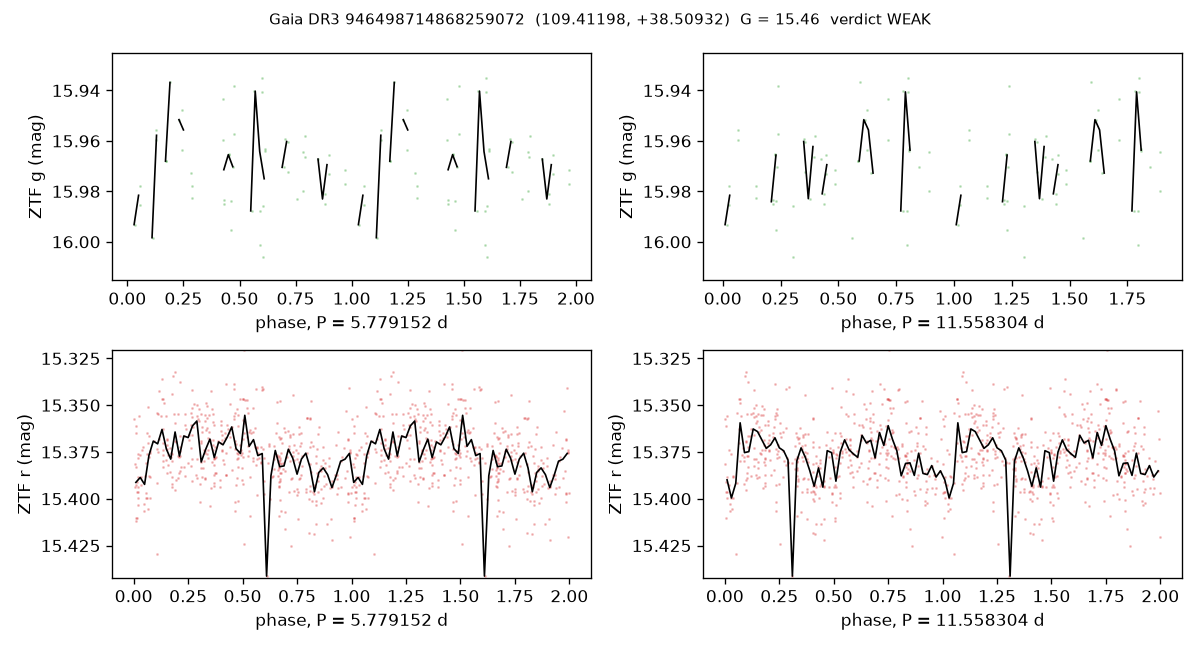 Gaia DR3 946498714868259072  (109.41198, +38.50932)  G = 15.46  verdict WEAK
ZTF g (mag)
15.94
15.96
15.98
16.00
0.00 0.25 0.50 0.75 1.00 1.25 1.50 1.75 2.00
phase, P = 5.779152 d
ZTF g (mag)
15.94
15.96
15.98
16.00
0.00 0.25 0.50 0.75 1.00 1.25 1.50 1.75
phase, P = 11.558304 d
ZTF r (mag)
15.325
15.350
15.375
15.400
15.425
0.00 0.25 0.50 0.75 1.00 1.25 1.50 1.75 2.00
phase, P = 5.779152 d
ZTF r (mag)
15.325
15.350
15.375
15.400
15.425
0.00 0.25 0.50 0.75 1.00 1.25 1.50 1.75 2.00
phase, P = 11.558304 d